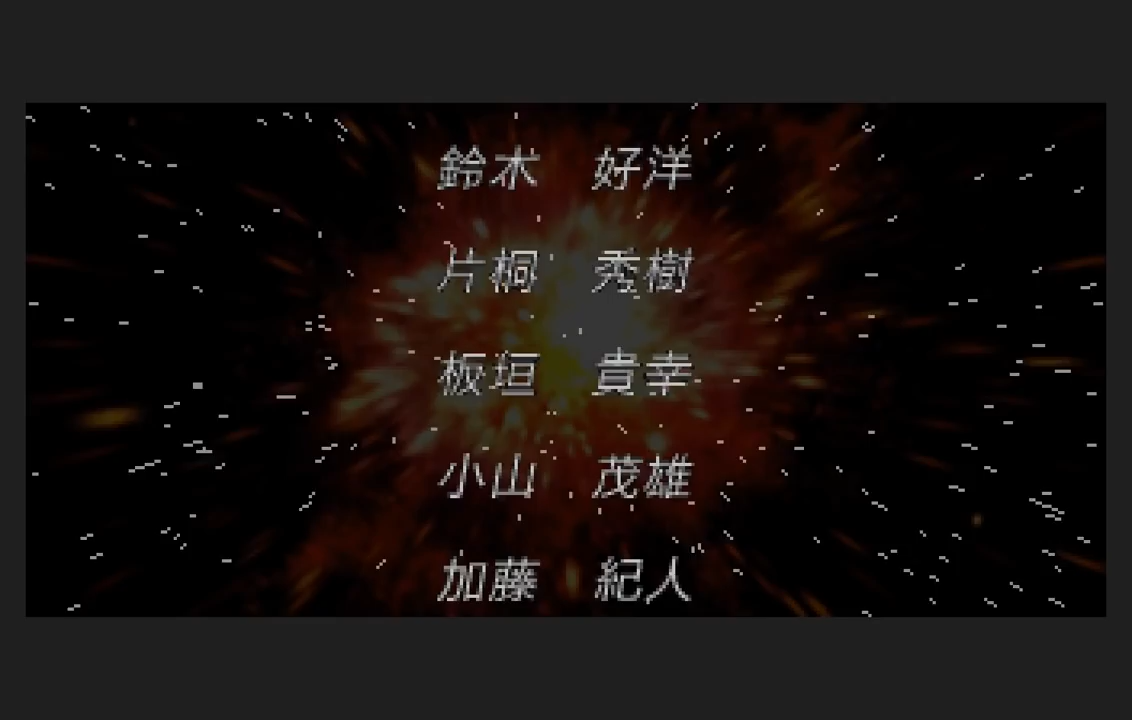 鈴木 好洋
片桐 秀樹
板垣 貴幸
小山 茂雄
加藤 紀人